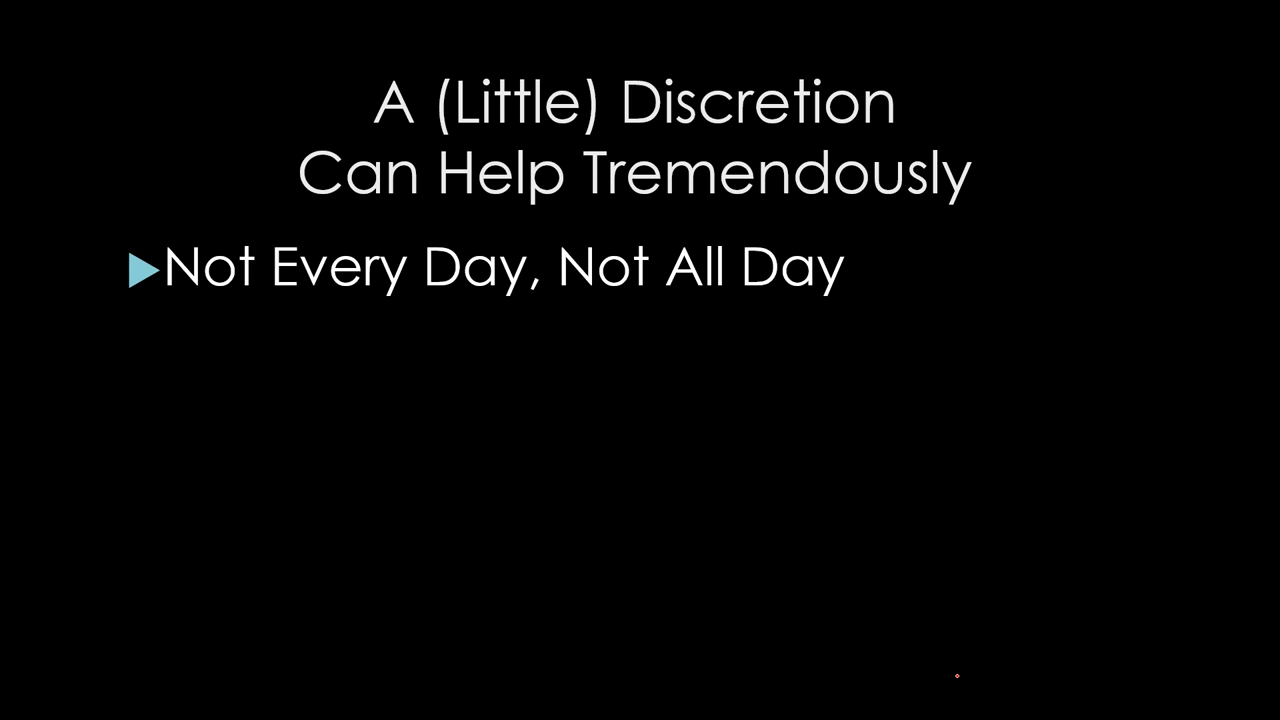 A (Little) Discretion
Can Help Tremendously
Not Every Day, Not All Day